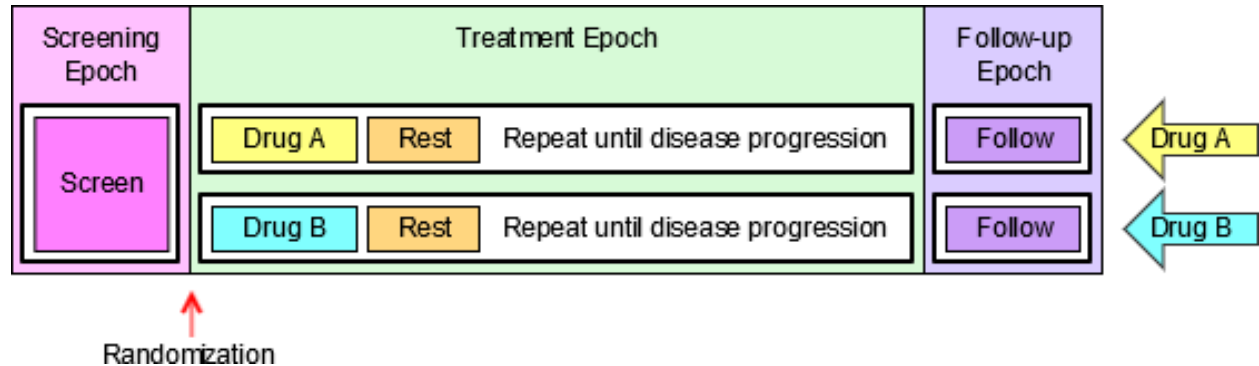 Screening
Epoch
Treatment Epoch
Follow-up
Epoch
Screen
Drug A
Rest
Repeat until disease progression
Follow
Drug A
Drug B
Rest
Repeat until disease progression
Follow
Drug B
Randomization